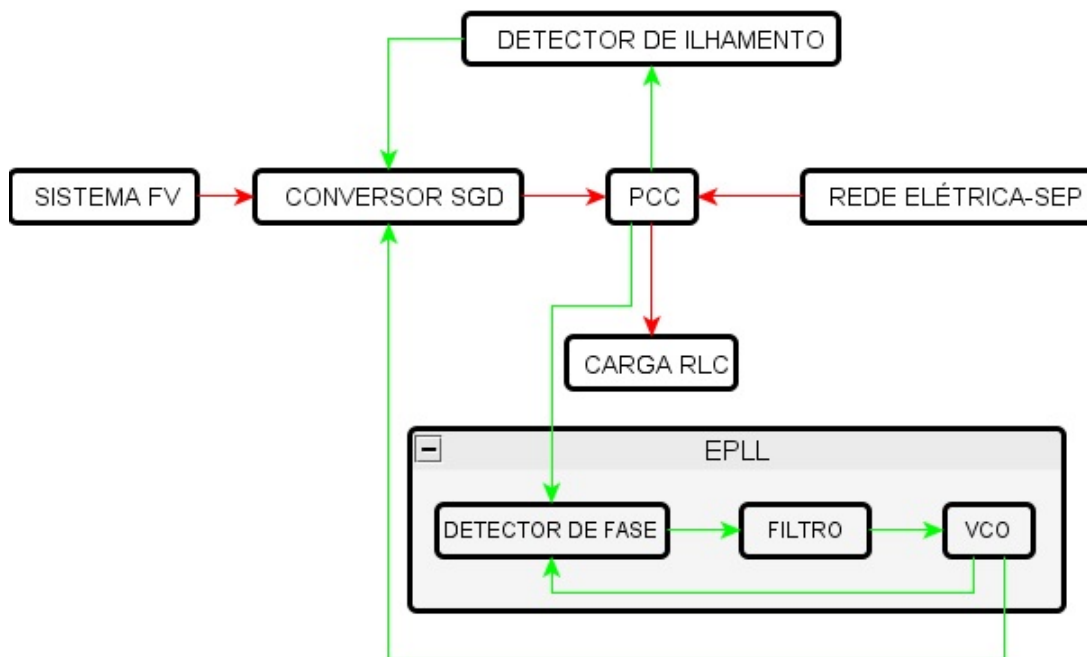 DETECTOR DE ILHAMENTO
SISTEMA FV
CONVERSOR SGD
PCC
REDE ELÉTRICA-SEP
CARGA RLC
EPLL
DETECTOR DE FASE
FILTRO
VCO